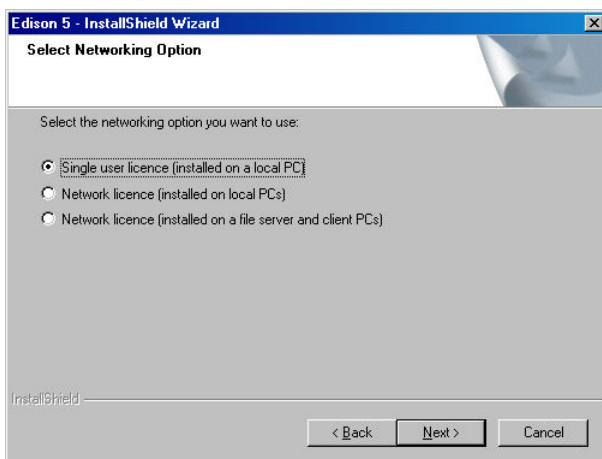 Edison 5 - InstallShield Wizard
Select Networking Option
Select the networking option you want to use:
Single user licence (installed on a local PC)
Network licence (installed on local PCs)
Network licence (installed on a file server and client PCs)
InstallShield
< Back Next > Cancel